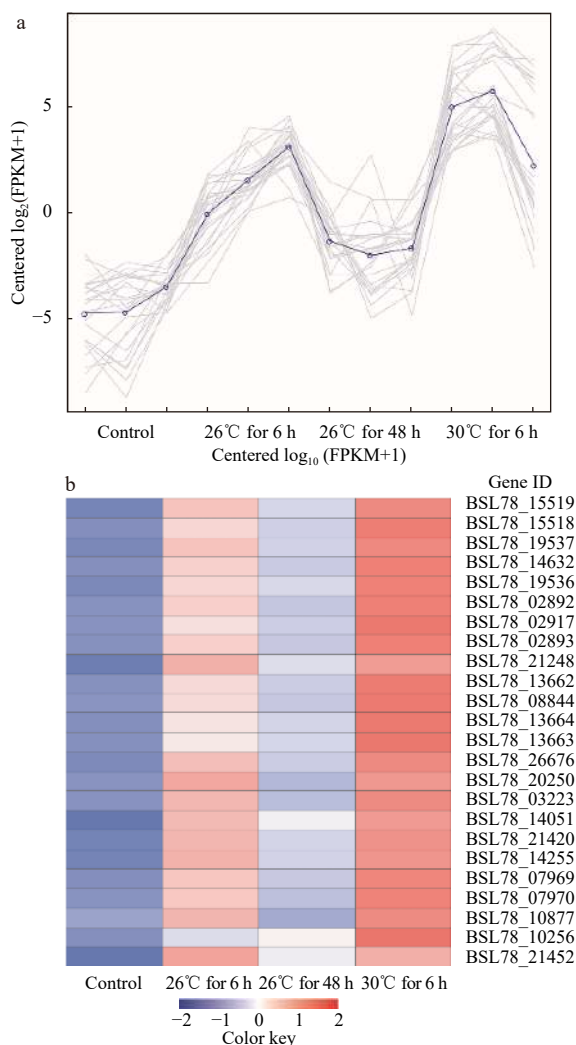 a
Centered log2(FPKM+1)
5
0
−5
Control 26℃ for 6 h 26℃ for 48 h 30℃ for 6 h
Centered log10 (FPKM+1)
b
Gene ID
BSL78_15519
BSL78_15518
BSL78_19537
BSL78_14632
BSL78_19536
BSL78_02892
BSL78_02917
BSL78_02893
BSL78_21248
BSL78_13662
BSL78_08844
BSL78_13664
BSL78_13663
BSL78_26676
BSL78_20250
BSL78_03223
BSL78_14051
BSL78_21420
BSL78_14255
BSL78_07969
BSL78_07970
BSL78_10877
BSL78_10256
BSL78_21452
Control 26℃ for 6 h 26℃ for 48 h 30℃ for 6 h
−2 −1 0 1 2
Color key